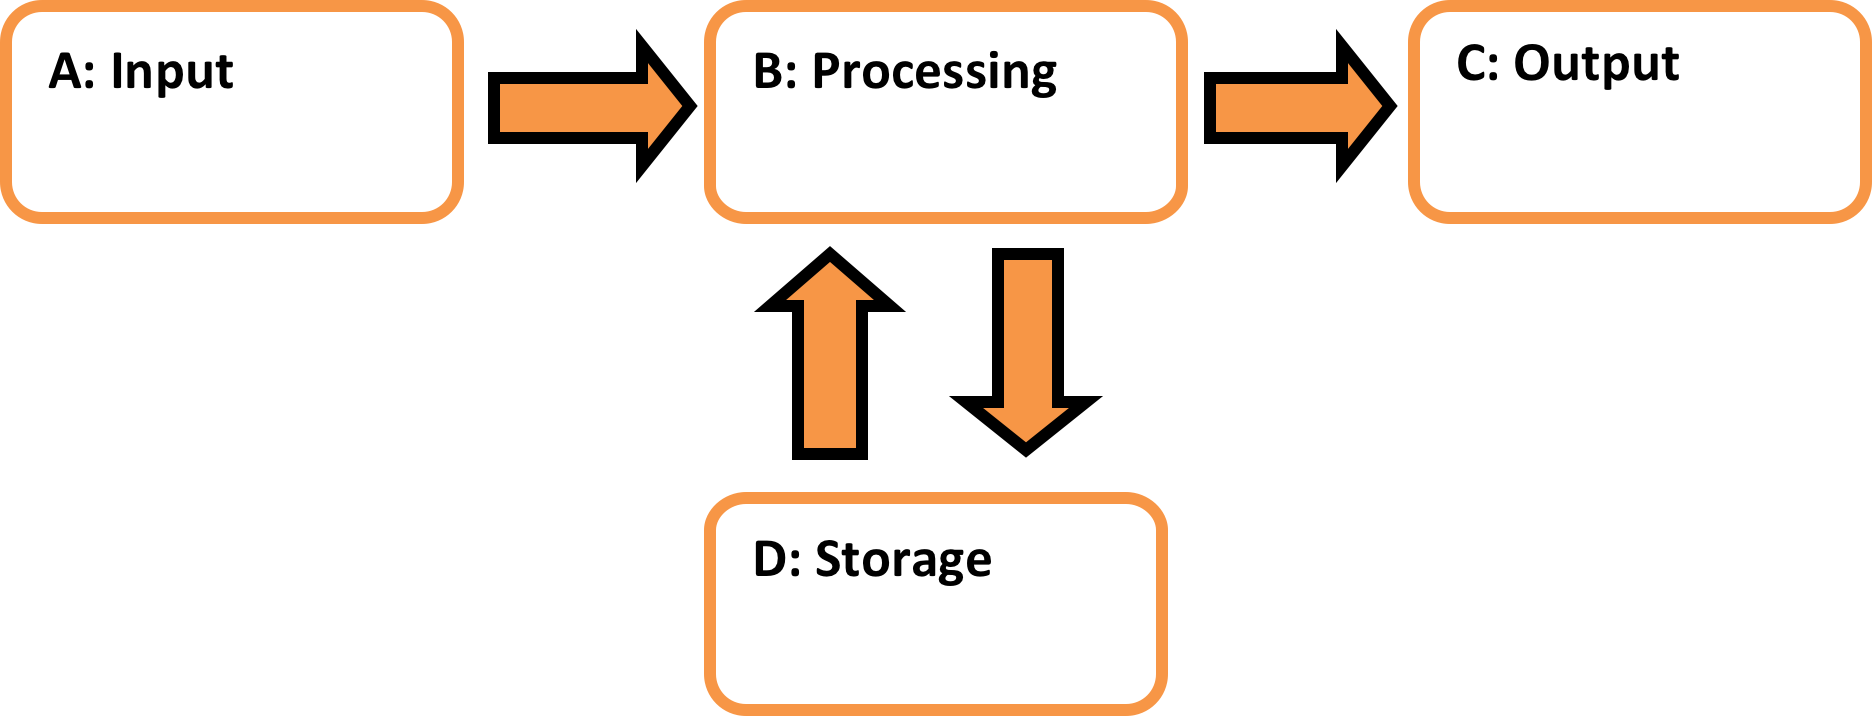 A: Input
B: Processing
C: Output
D: Storage